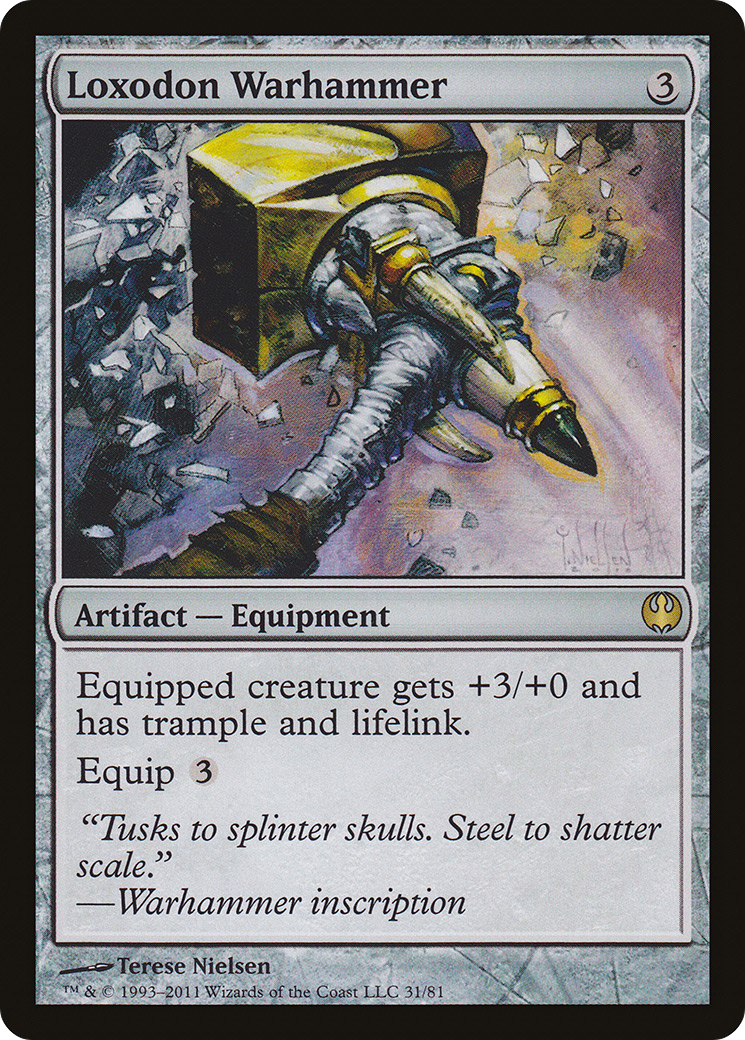 Loxodon Warhammer 3
T. NIELSEN
Artifact — Equipment
Equipped creature gets +3/+0 and
has trample and lifelink.
Equip 3
“Tusks to splinter skulls. Steel to shatter
scale.”
—Warhammer inscription
Terese Nielsen
™ & © 1993–2011 Wizards of the Coast LLC 31/81